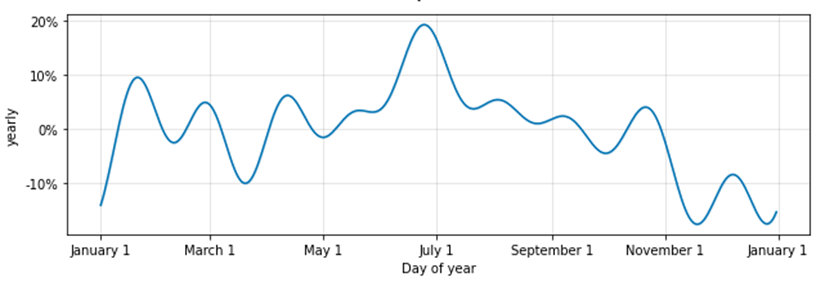 20%
10%
0%
-10%
yearly
January 1 March 1 May 1 July 1 September 1 November 1 January 1
Day of year